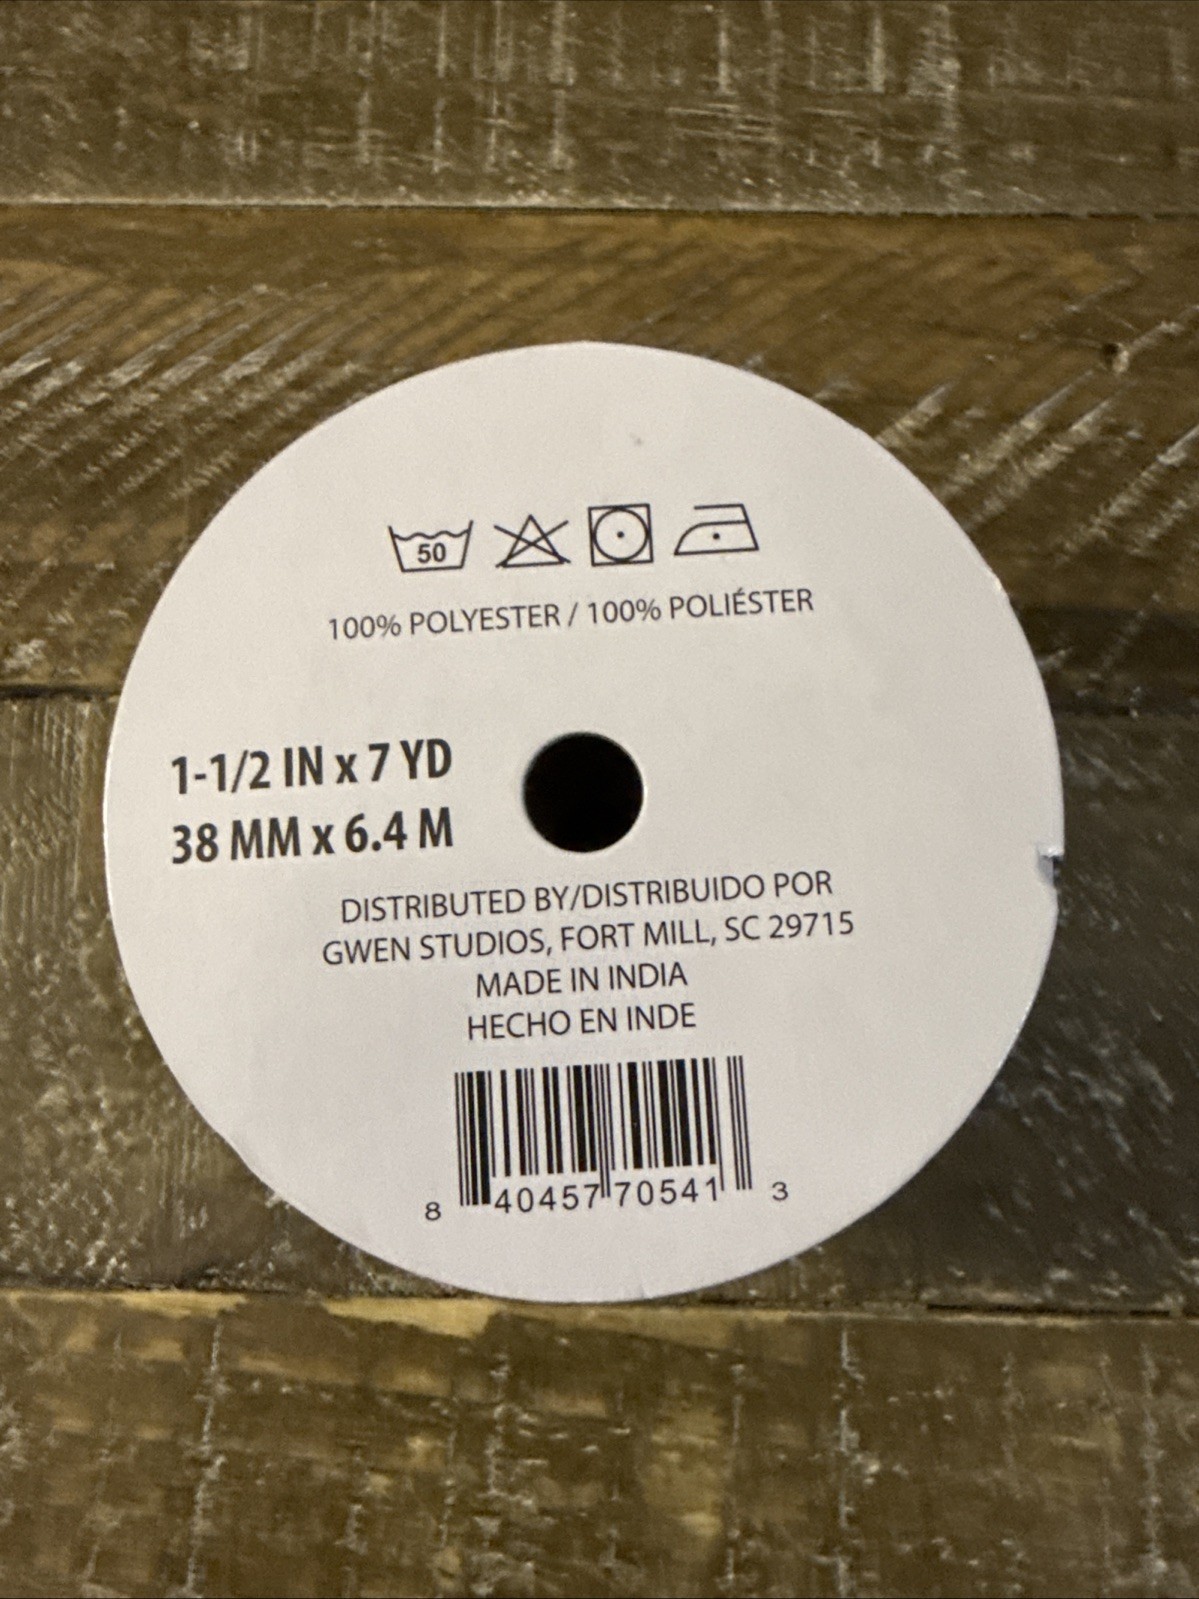 50
100% POLYESTER / 100% POLIÉSTER
1-1/2 IN x 7 YD
38 MM x 6.4 M
DISTRIBUTED BY/DISTRIBUIDO POR
GWEN STUDIOS, FORT MILL, SC 29715
MADE IN INDIA
HECHO EN INDE
8 40457 70541 3